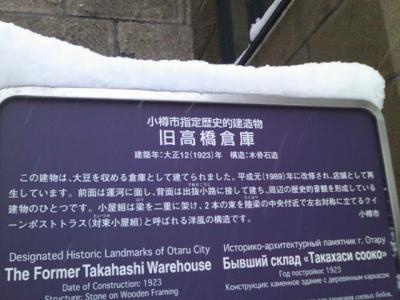 小樽市指定歴史的建造物
旧高橋倉庫
建築年：大正12（1923）年　構造：木骨石造
この建物は、大豆を収める倉庫として建てられました。平成元（1989）年に改修され、店舗として再
生しています。前面は運河に面し、背面は出抜小路に接して建ち、周辺の歴史的景観を形成している
建物のひとつです。小屋組は梁を二重に架け、2本の束を陸梁の中央付近で左右対称に立てるクイ
ーンポストトラス（対束小屋組）と呼ばれる洋風の構造です。
小樽市
Designated Historic Landmarks of Otaru City
The Former Takahashi Warehouse
Date of Construction: 1923
Structure: Stone on Wooden Framing
Историко-архитектурный памятник г. Отару
Бывший склад «Такахаси соoко»
Год постройки: 1923
Конструкция: каменное здание с деревянным каркасом